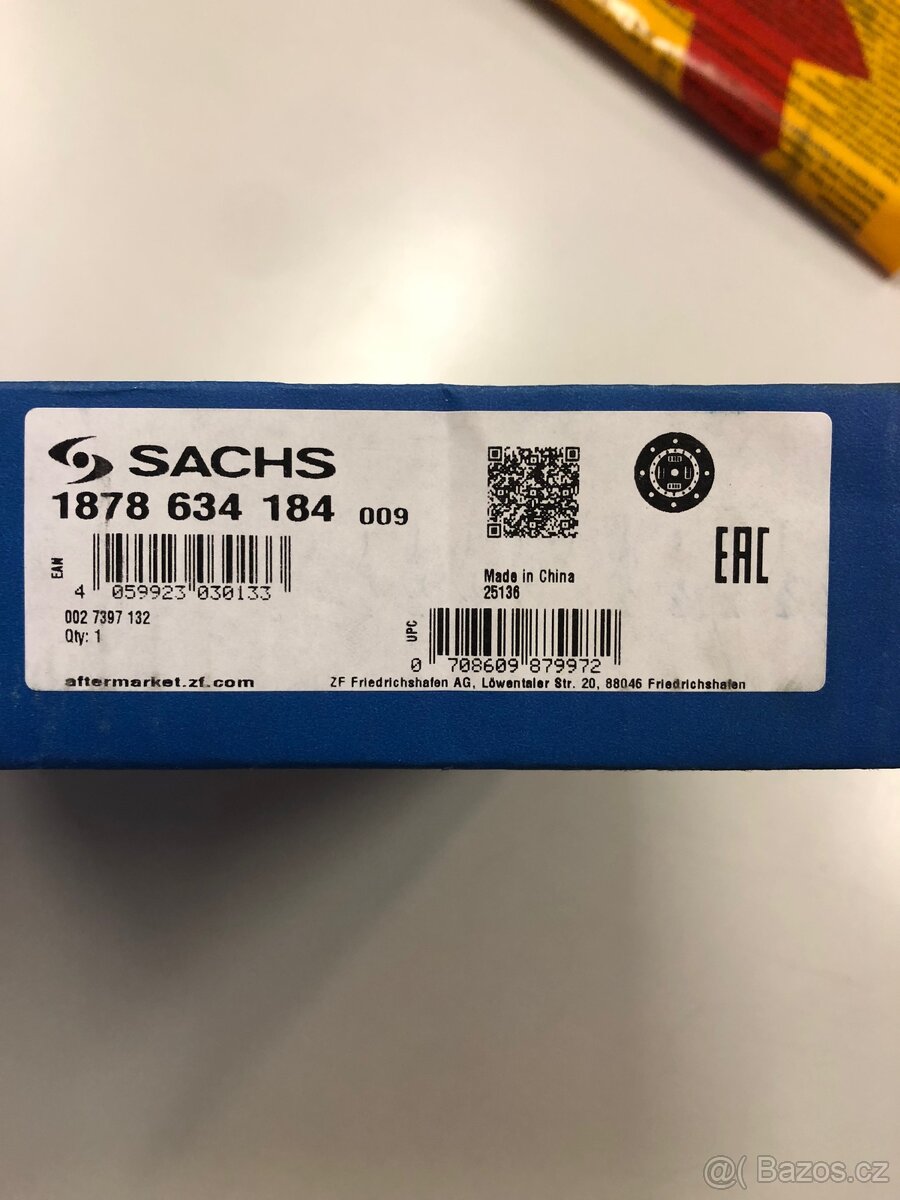 SACHS
1878 634 184 009
EAN
4 059923 030133
002 7397 132
Qty: 1
aftermarket.zf.com
Made in China
25136
EAC
UPC
0 708609 879972
ZF Friedrichshafen AG, Löwentaler Str. 20, 88046 Friedrichshafen
@( Bazos.cz